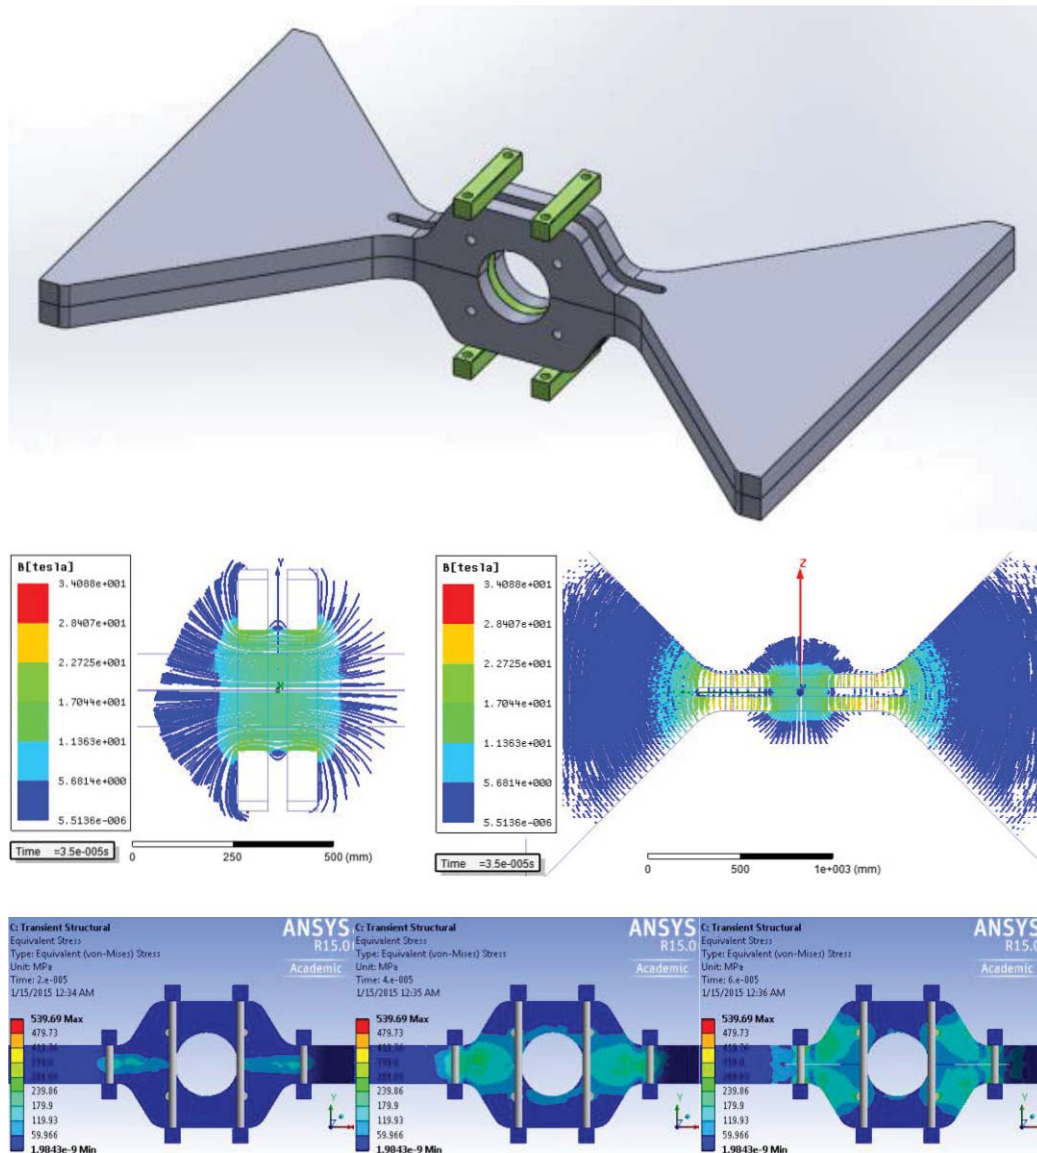 B[tesla]
3.4088e+001
2.8407e+001
2.2725e+001
1.7044e+001
1.1363e+001
5.6814e+000
5.5136e-006
Time =3.5e-005s
Y
X
0 250 500 (mm)
B[tesla]
3.4088e+001
2.8407e+001
2.2725e+001
1.7044e+001
1.1363e+001
5.6814e+000
5.5136e-006
Time =3.5e-005s
Z
0 500 1e+003 (mm)
C: Transient Structural
Equivalent Stress
Type: Equivalent (von-Mises) Stress
Unit: MPa
Time: 2.e-005
1/15/2015 12:34 AM
ANSYS
R15.0
Academic
539.69 Max
479.73
239.86
179.9
119.93
59.966
1.9843e-9 Min
Y
Z
X
C: Transient Structural
Equivalent Stress
Type: Equivalent (von-Mises) Stress
Unit: MPa
Time: 4.e-005
1/15/2015 12:35 AM
ANSYS
R15.0
Academic
539.69 Max
479.73
239.86
179.9
119.93
59.966
1.9843e-9 Min
Y
Z
X
C: Transient Structural
Equivalent Stress
Type: Equivalent (von-Mises) Stress
Unit: MPa
Time: 6.e-005
1/15/2015 12:36 AM
ANSYS
R15.0
Academic
539.69 Max
479.73
239.86
179.9
119.93
59.966
1.9843e-9 Min
Y
Z
X